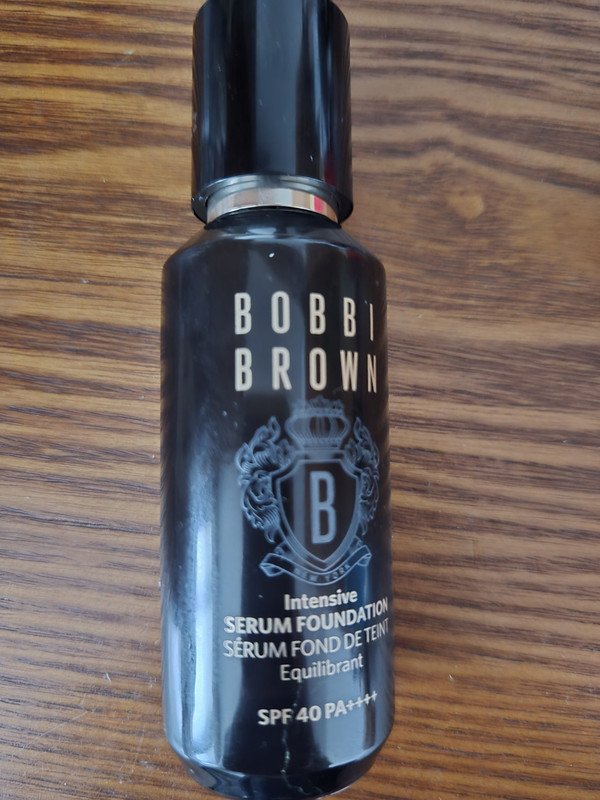 BOBBI
BROWN
B
NEW YORK
Intensive
SERUM FOUNDATION
SÉRUM FOND DE TEINT
Equilibrant
SPF 40 PA++++